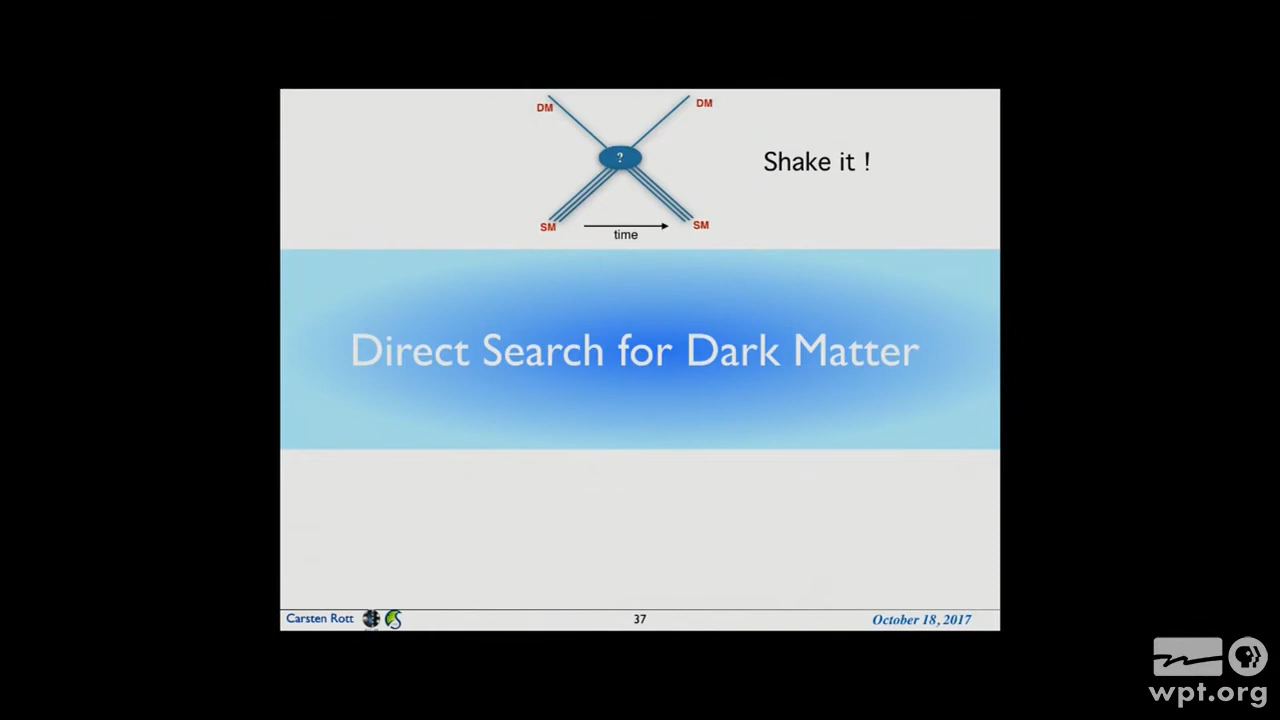 DM
DM
?
Shake it !
SM
SM
time
Direct Search for Dark Matter
Carsten Rott
37
October 18, 2017
wpt.org